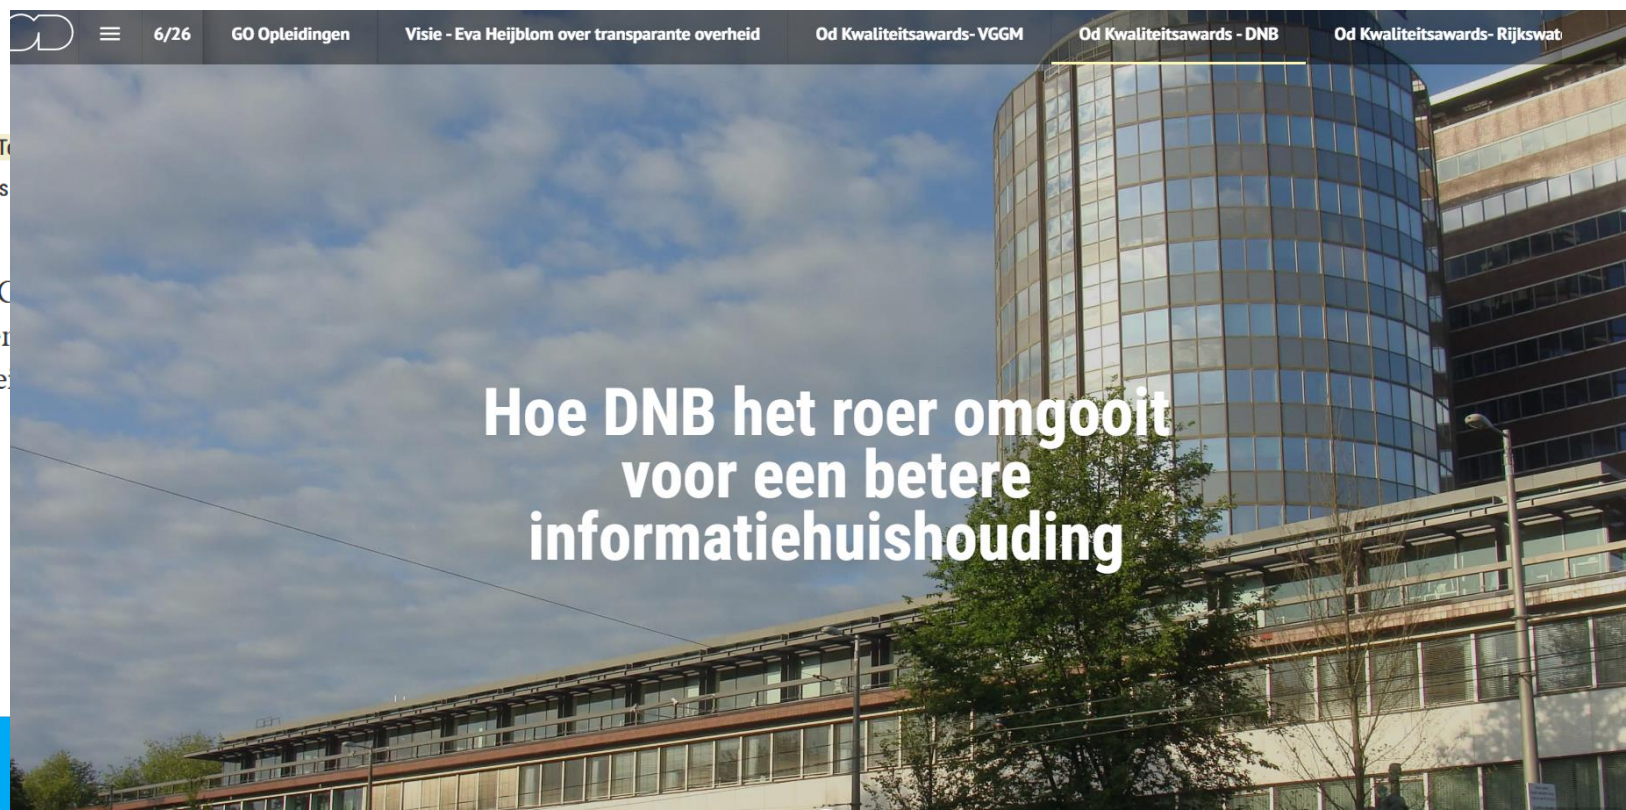 6/26
GO Opleidingen
Visie - Eva Heijblom over transparante overheid
Od Kwaliteitsawards- VGGM
Od Kwaliteitsawards - DNB
Od Kwaliteitsawards- Rijkswat
Hoe DNB het roer omgooit
voor een betere
informatiehuishouding